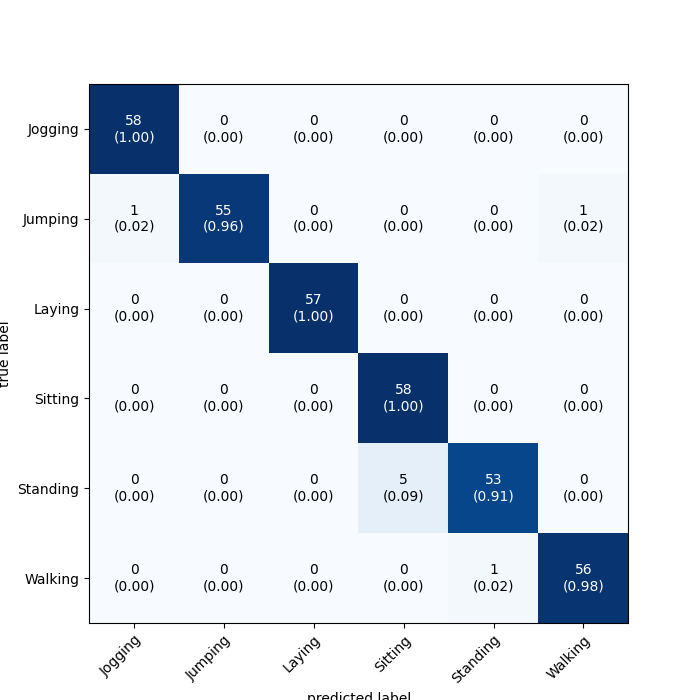 Jogging
58 0 0 0 0 0
(1.00) (0.00) (0.00) (0.00) (0.00) (0.00)
Jumping
1 55 0 0 0 1
(0.02) (0.96) (0.00) (0.00) (0.00) (0.02)
Laying
0 0 57 0 0 0
(0.00) (0.00) (1.00) (0.00) (0.00) (0.00)
true label
Sitting
0 0 0 58 0 0
(0.00) (0.00) (0.00) (1.00) (0.00) (0.00)
Standing
0 0 0 5 53 0
(0.00) (0.00) (0.00) (0.09) (0.91) (0.00)
Walking
0 0 0 0 1 56
(0.00) (0.00) (0.00) (0.00) (0.02) (0.98)
Jogging Jumping Laying Sitting Standing Walking
predicted label